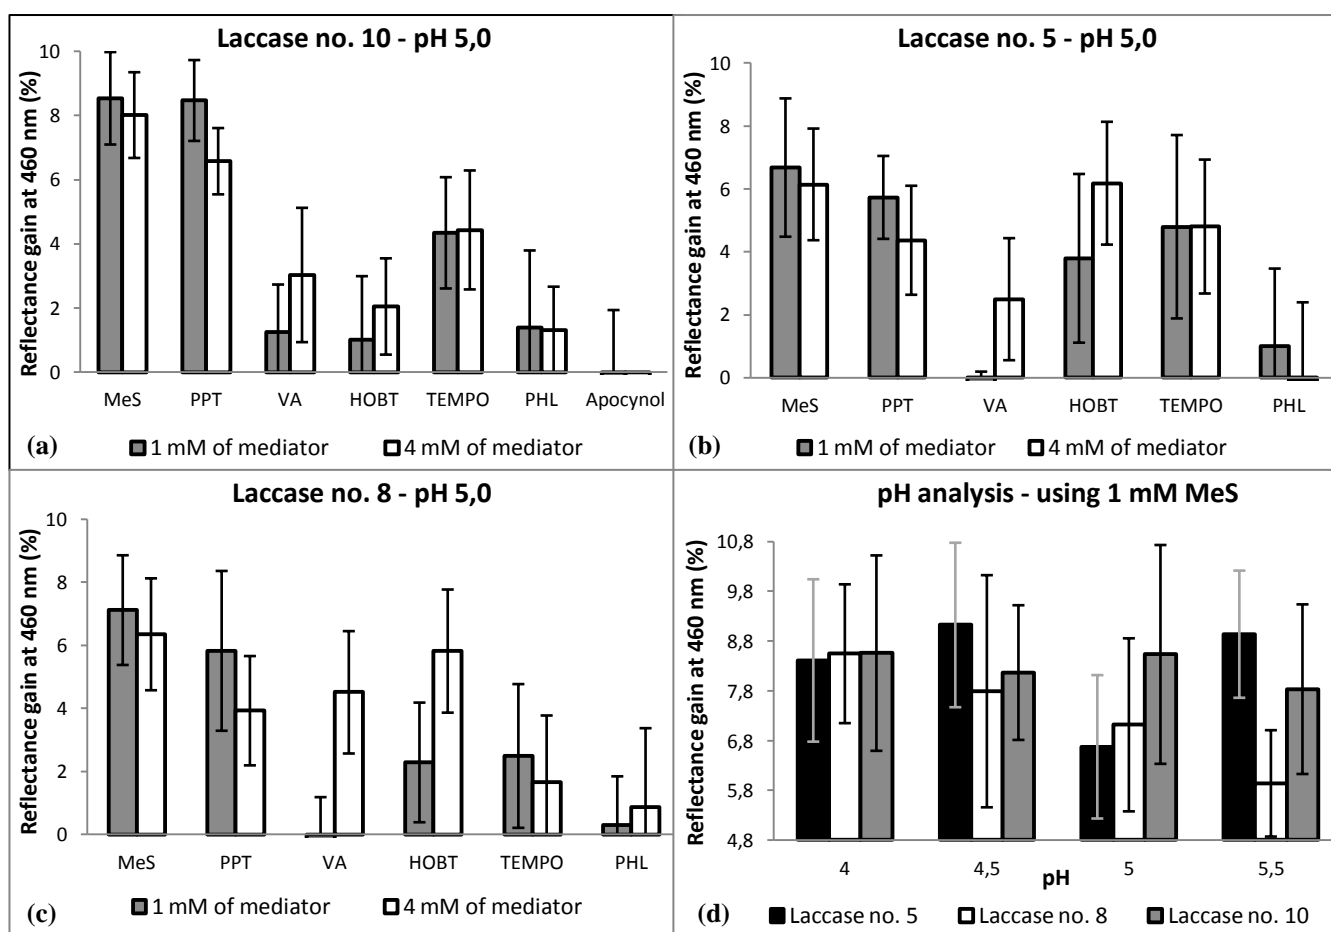 Laccase no. 10 - pH 5,0
Reflectance gain at 460 nm (%)
10
8
6
4
2
0
MeS PPT VA HOBT TEMPO PHL Apocynol
(a) 1 mM of mediator 4 mM of mediator
Laccase no. 5 - pH 5,0
Reflectance gain at 460 nm (%)
10
8
6
4
2
0
MeS PPT VA HOBT TEMPO PHL
(b) 1 mM of mediator 4 mM of mediator
Laccase no. 8 - pH 5,0
Reflectance gain at 460 nm (%)
10
8
6
4
2
0
MeS PPT VA HOBT TEMPO PHL
(c) 1 mM of mediator 4 mM of mediator
pH analysis - using 1 mM MeS
Reflectance gain at 460 nm (%)
10,8
9,8
8,8
7,8
6,8
5,8
4,8
4 4,5 5 5,5
pH
(d) Laccase no. 5 Laccase no. 8 Laccase no. 10